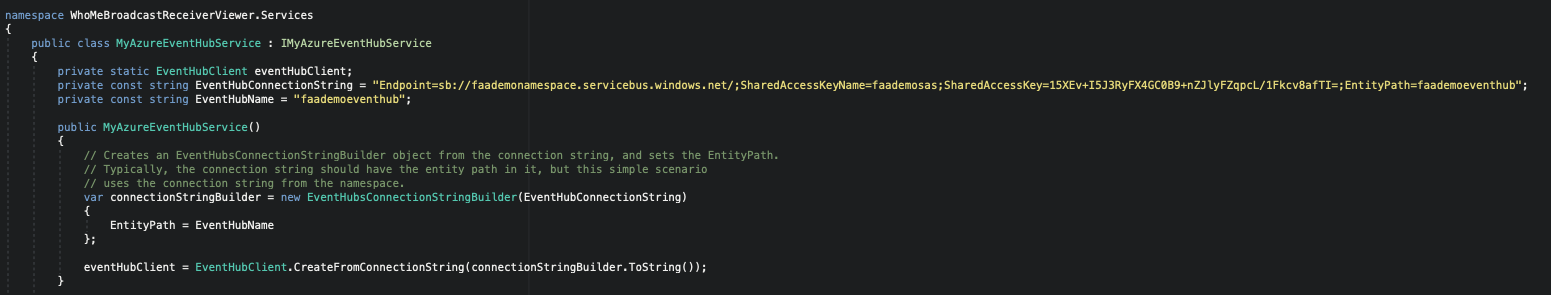 namespace WhoMeBroadcastReceiverViewer.Services
{
public class MyAzureEventHubService : IMyAzureEventHubService
{
private static EventHubClient eventHubClient;
private const string EventHubConnectionString = "Endpoint=sb://faademonamespace.servicebus.windows.net/;SharedAccessKeyName=faademosas;SharedAccessKey=15XEv+I5J3RyFX4GC0B9+nZJlyFZqpcL/1Fkcv8afTI=;EntityPath=faademoeventhub";
private const string EventHubName = "faademoeventhub";
public MyAzureEventHubService()
{
// Creates an EventHubsConnectionStringBuilder object from the connection string, and sets the EntityPath.
// Typically, the connection string should have the entity path in it, but this simple scenario
// uses the connection string from the namespace.
var connectionStringBuilder = new EventHubsConnectionStringBuilder(EventHubConnectionString)
{
EntityPath = EventHubName
};
eventHubClient = EventHubClient.CreateFromConnectionString(connectionStringBuilder.ToString());
}